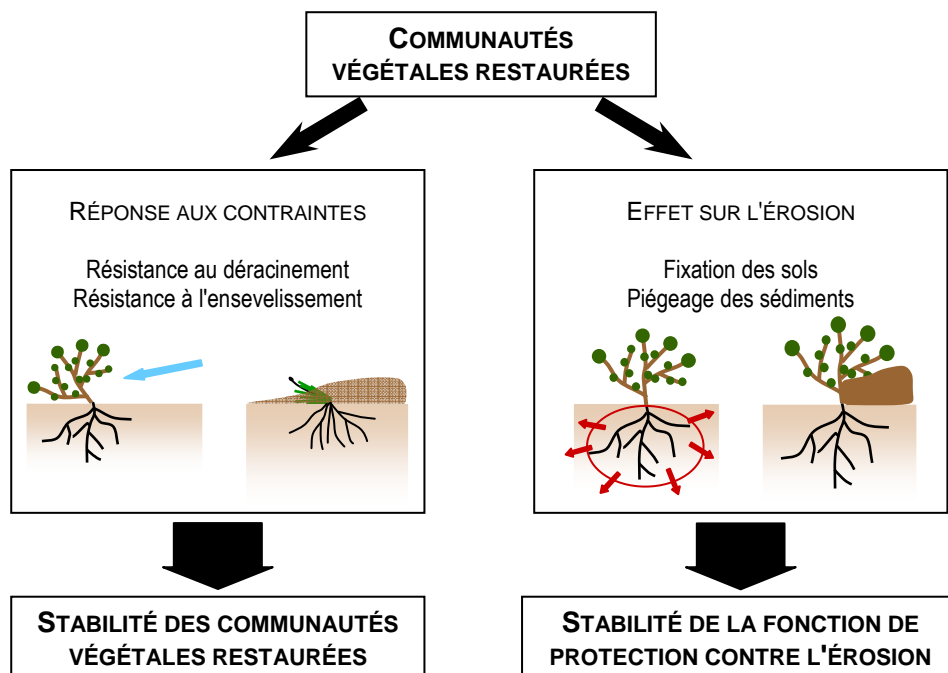 COMMUNAUTÉS
VÉGÉTALES RESTAURÉES
RÉPONSE AUX CONTRAINTES
Résistance au déracinement
Résistance à l'ensevelissement
EFFET SUR L'ÉROSION
Fixation des sols
Piégeage des sédiments
STABILITÉ DES COMMUNAUTÉS
VÉGÉTALES RESTAURÉES
STABILITÉ DE LA FONCTION DE
PROTECTION CONTRE L'ÉROSION